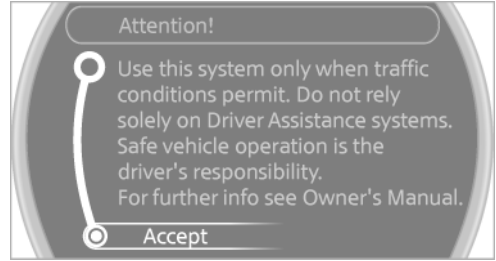 Attention!
Use this system only when traffic
conditions permit. Do not rely
solely on Driver Assistance systems.
Safe vehicle operation is the
driver's responsibility.
For further info see Owner's Manual.
Accept